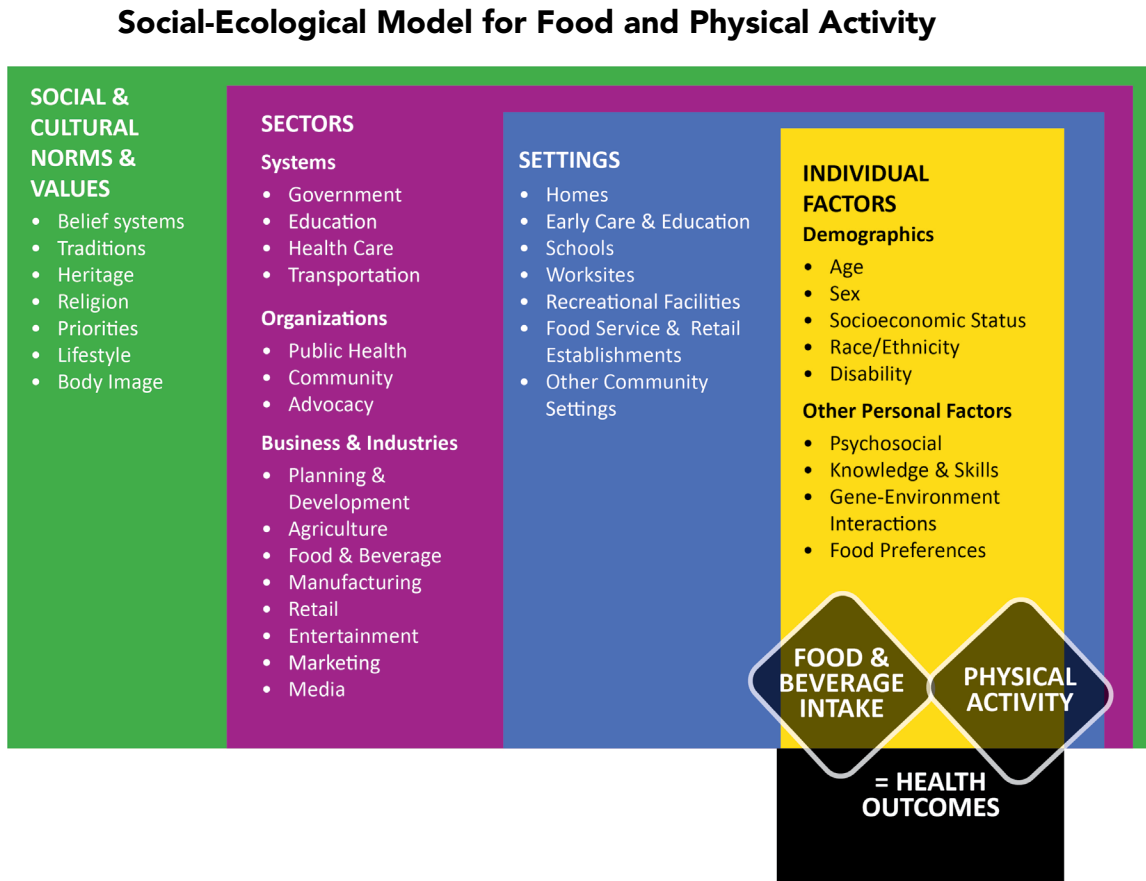 Social-Ecological Model for Food and Physical Activity
SOCIAL &
CULTURAL
NORMS &
VALUES
• Belief systems
• Traditions
• Heritage
• Religion
• Priorities
• Lifestyle
• Body Image
SECTORS
Systems
• Government
• Education
• Health Care
• Transportation
Organizations
• Public Health
• Community
• Advocacy
Business & Industries
• Planning &
Development
• Agriculture
• Food & Beverage
• Manufacturing
• Retail
• Entertainment
• Marketing
• Media
SETTINGS
• Homes
• Early Care & Education
• Schools
• Worksites
• Recreational Facilities
• Food Service & Retail
Establishments
• Other Community
Settings
INDIVIDUAL
FACTORS
Demographics
• Age
• Sex
• Socioeconomic Status
• Race/Ethnicity
• Disability
Other Personal Factors
• Psychosocial
• Knowledge & Skills
• Gene-Environment
Interactions
• Food Preferences
FOOD &
BEVERAGE
INTAKE
PHYSICAL
ACTIVITY
= HEALTH
OUTCOMES